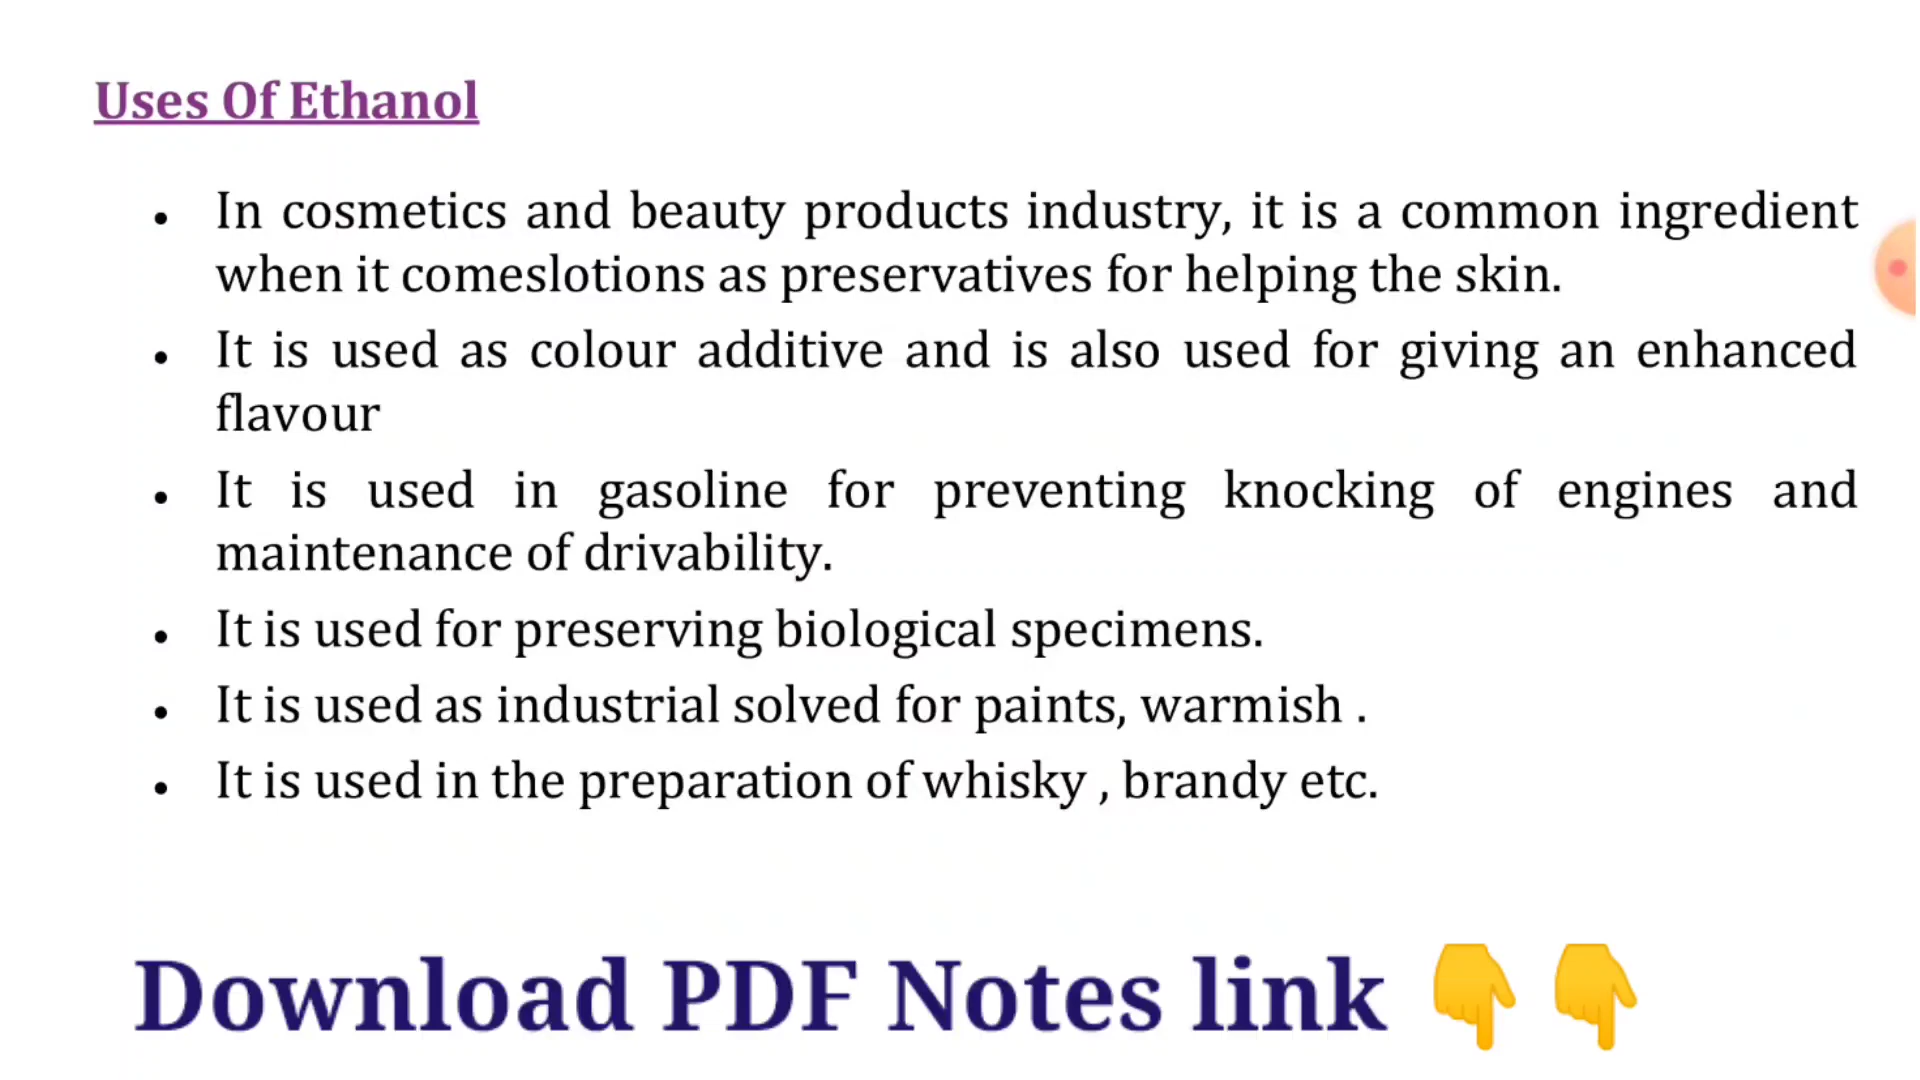 Uses Of Ethanol
• In cosmetics and beauty products industry, it is a common ingredient
when it comeslotions as preservatives for helping the skin.
• It is used as colour additive and is also used for giving an enhanced
flavour
• It is used in gasoline for preventing knocking of engines and
maintenance of drivability.
• It is used for preserving biological specimens.
• It is used as industrial solved for paints, warmish .
• It is used in the preparation of whisky , brandy etc.
Download PDF Notes link 👇👇